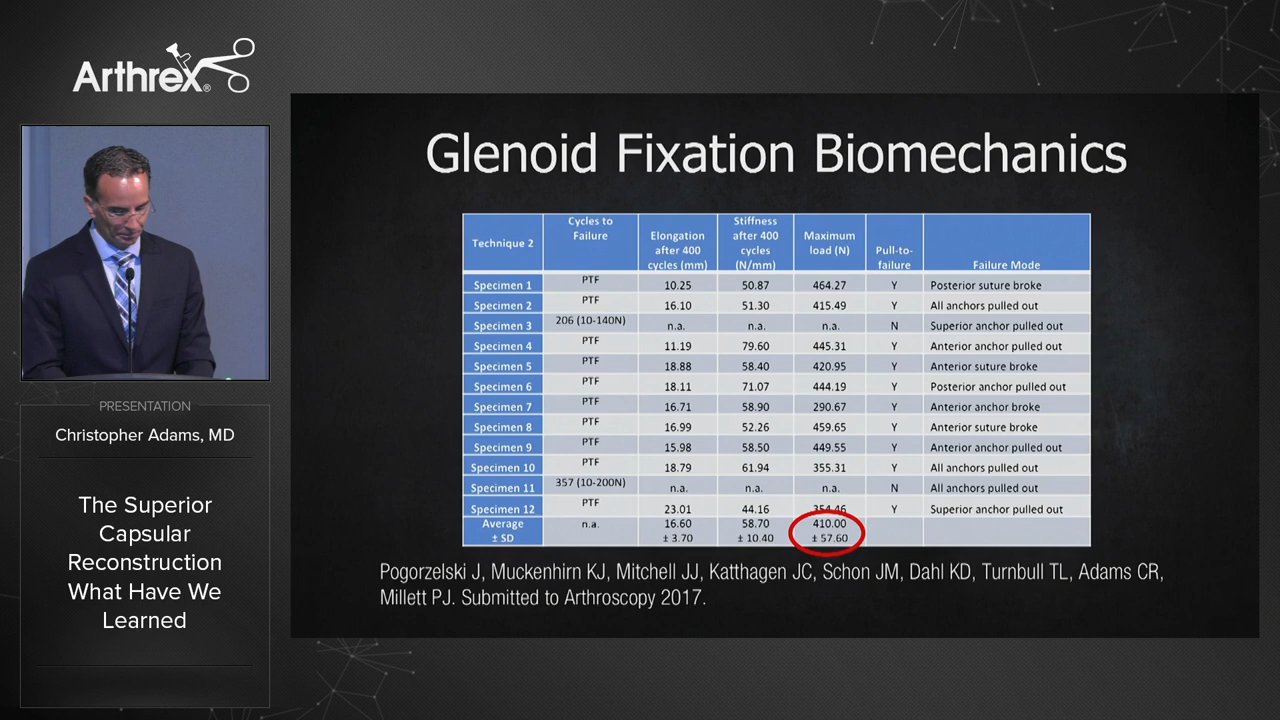 Arthrex®
PRESENTATION
Christopher Adams, MD
The Superior
Capsular
Reconstruction
What Have We
Learned
Glenoid Fixation Biomechanics
Technique 2 Cycles to Failure Elongation after 400 cycles (mm) Stiffness after 400 cycles (N/mm) Maximum load (N) Pull-to-failure Failure Mode
Specimen 1 PTF 10.25 50.87 464.27 Y Posterior suture broke
Specimen 2 PTF 16.10 51.30 415.49 Y All anchors pulled out
Specimen 3 206 (10-140N) n.a. n.a. n.a. N Superior anchor pulled out
Specimen 4 PTF 11.19 79.60 445.31 Y Anterior anchor pulled out
Specimen 5 PTF 18.88 58.40 420.95 Y Anterior suture broke
Specimen 6 PTF 18.11 71.07 444.19 Y Posterior anchor pulled out
Specimen 7 PTF 16.71 58.90 290.67 Y Anterior anchor broke
Specimen 8 PTF 16.99 52.26 459.65 Y Anterior suture broke
Specimen 9 PTF 15.98 58.50 449.55 Y Anterior anchor pulled out
Specimen 10 PTF 18.79 61.94 355.31 Y All anchors pulled out
Specimen 11 357 (10-200N) n.a. n.a. n.a. N All anchors pulled out
Specimen 12 PTF 23.01 44.16 354.46 Y Superior anchor pulled out
Average n.a. 16.60 58.70 410.00
± SD ± 3.70 ± 10.40 ± 57.60
Pogorzelski J, Muckenhirn KJ, Mitchell JJ, Katthagen JC, Schon JM, Dahl KD, Turnbull TL, Adams CR,
Millett PJ. Submitted to Arthroscopy 2017.